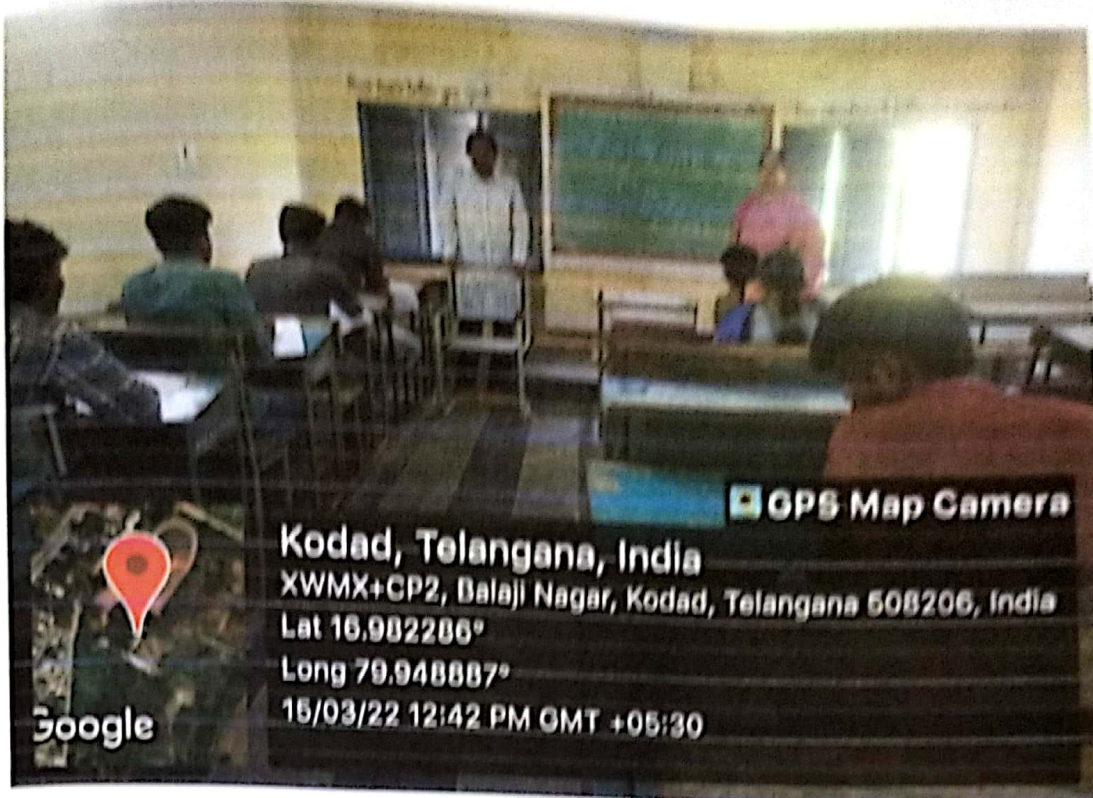 GPS Map Camera
Kodad, Telangana, India
XWMX+CP2, Balaji Nagar, Kodad, Telangana 508206, India
Lat 16.982286°
Long 79.948887°
15/03/22 12:42 PM GMT +05:30
Google